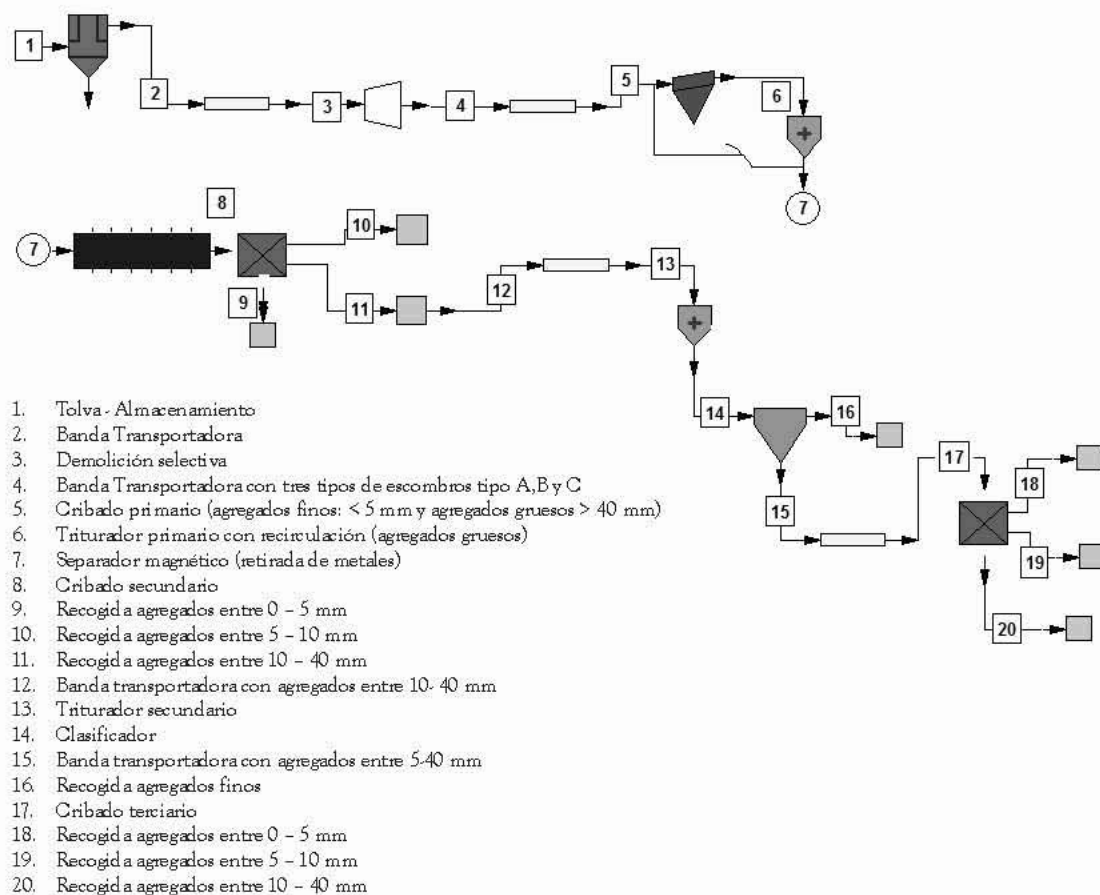 1
2
3
4
5
6
7
8
7
10
9
11
12
13
14
16
15
17
18
19
20
1. Tolva - Almacenamiento
2. Banda Transportadora
3. Demolición selectiva
4. Banda Transportadora con tres tipos de escombros tipo A,B y C
5. Cribado primario (agregados finos: < 5 mm y agregados gruesos > 40 mm)
6. Triturador primario con recirculación (agregados gruesos)
7. Separador magnético (retirada de metales)
8. Cribado secundario
9. Recogida agregados entre 0 – 5 mm
10. Recogida agregados entre 5 – 10 mm
11. Recogida agregados entre 10 – 40 mm
12. Banda transportadora con agregados entre 10- 40 mm
13. Triturador secundario
14. Clasificador
15. Banda transportadora con agregados entre 5-40 mm
16. Recogida agregados finos
17. Cribado terciario
18. Recogida agregados entre 0 – 5 mm
19. Recogida agregados entre 5 – 10 mm
20. Recogida agregados entre 10 – 40 mm